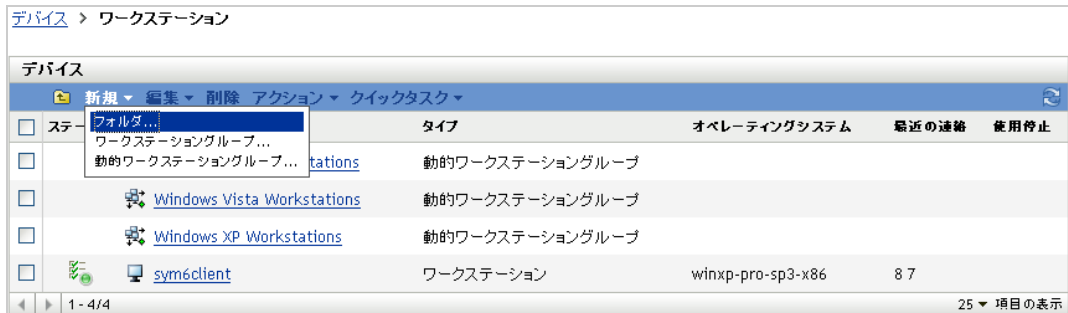 デバイス > ワークステーション
デバイス
新規 編集 削除 アクション クイックタスク
ステー タイプ オペレーティングシステム 最近の連絡 使用停止
フォルダ...
ワークステーショングループ...
動的ワークステーショングループ...
tations 動的ワークステーショングループ
Windows Vista Workstations 動的ワークステーショングループ
Windows XP Workstations 動的ワークステーショングループ
sym6client ワークステーション winxp-pro-sp3-x86 8 7
1 - 4/4 25 項目の表示